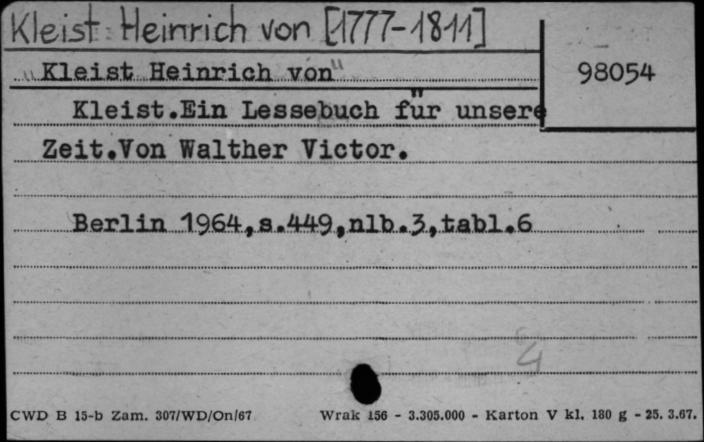 Kleist Heinrich von [1777-1811]
"Kleist Heinrich von"
98054
Kleist.Ein Lessebuch für unsere
Zeit.Von Walther Victor.
Berlin 1964,s.449,nlb.3,tabl.6
4
CWD B 15-b Zam. 307/WD/On/67 Wrak 156 - 3.305.000 - Karton V kl. 180 g - 25. 3.67.